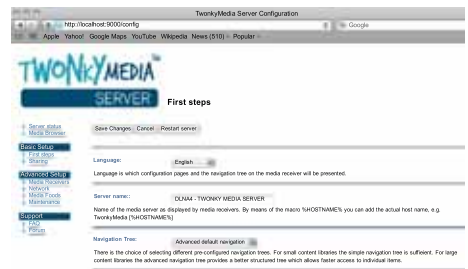 TwonkyMedia Server Configuration
http://localhost:9000/config
Google
Apple Yahoo! Google Maps YouTube Wikipedia News (510) Popular
TWONKYMEDIA
SERVER
First steps
Server status
Media Browser
Save Changes Cancel Restart server
Basic Setup
First steps
Sharing
Advanced Setup
Media Receivers
Network
Media Feeds
Maintenance
Support
FAQ
Forum
Language:
English
Language is which configuration pages and the navigation tree on the media receiver will be presented.
Server name::
DLNA4 - TWONKY MEDIA SERVER
Name of the media server as displayed by media receivers. By means of the macro %HOSTNAME% you can add the actual host name, e.g.
TwonkyMedia [%HOSTNAME%]
Navigation Tree:
Advanced default navigation
There is the choice of selecting different pre-configured navigation trees. For small content libraries the simple navigation tree is suffieient. For large
content libraries the advanced navigation tree provides a better structured tree which allows faster access to individual items.